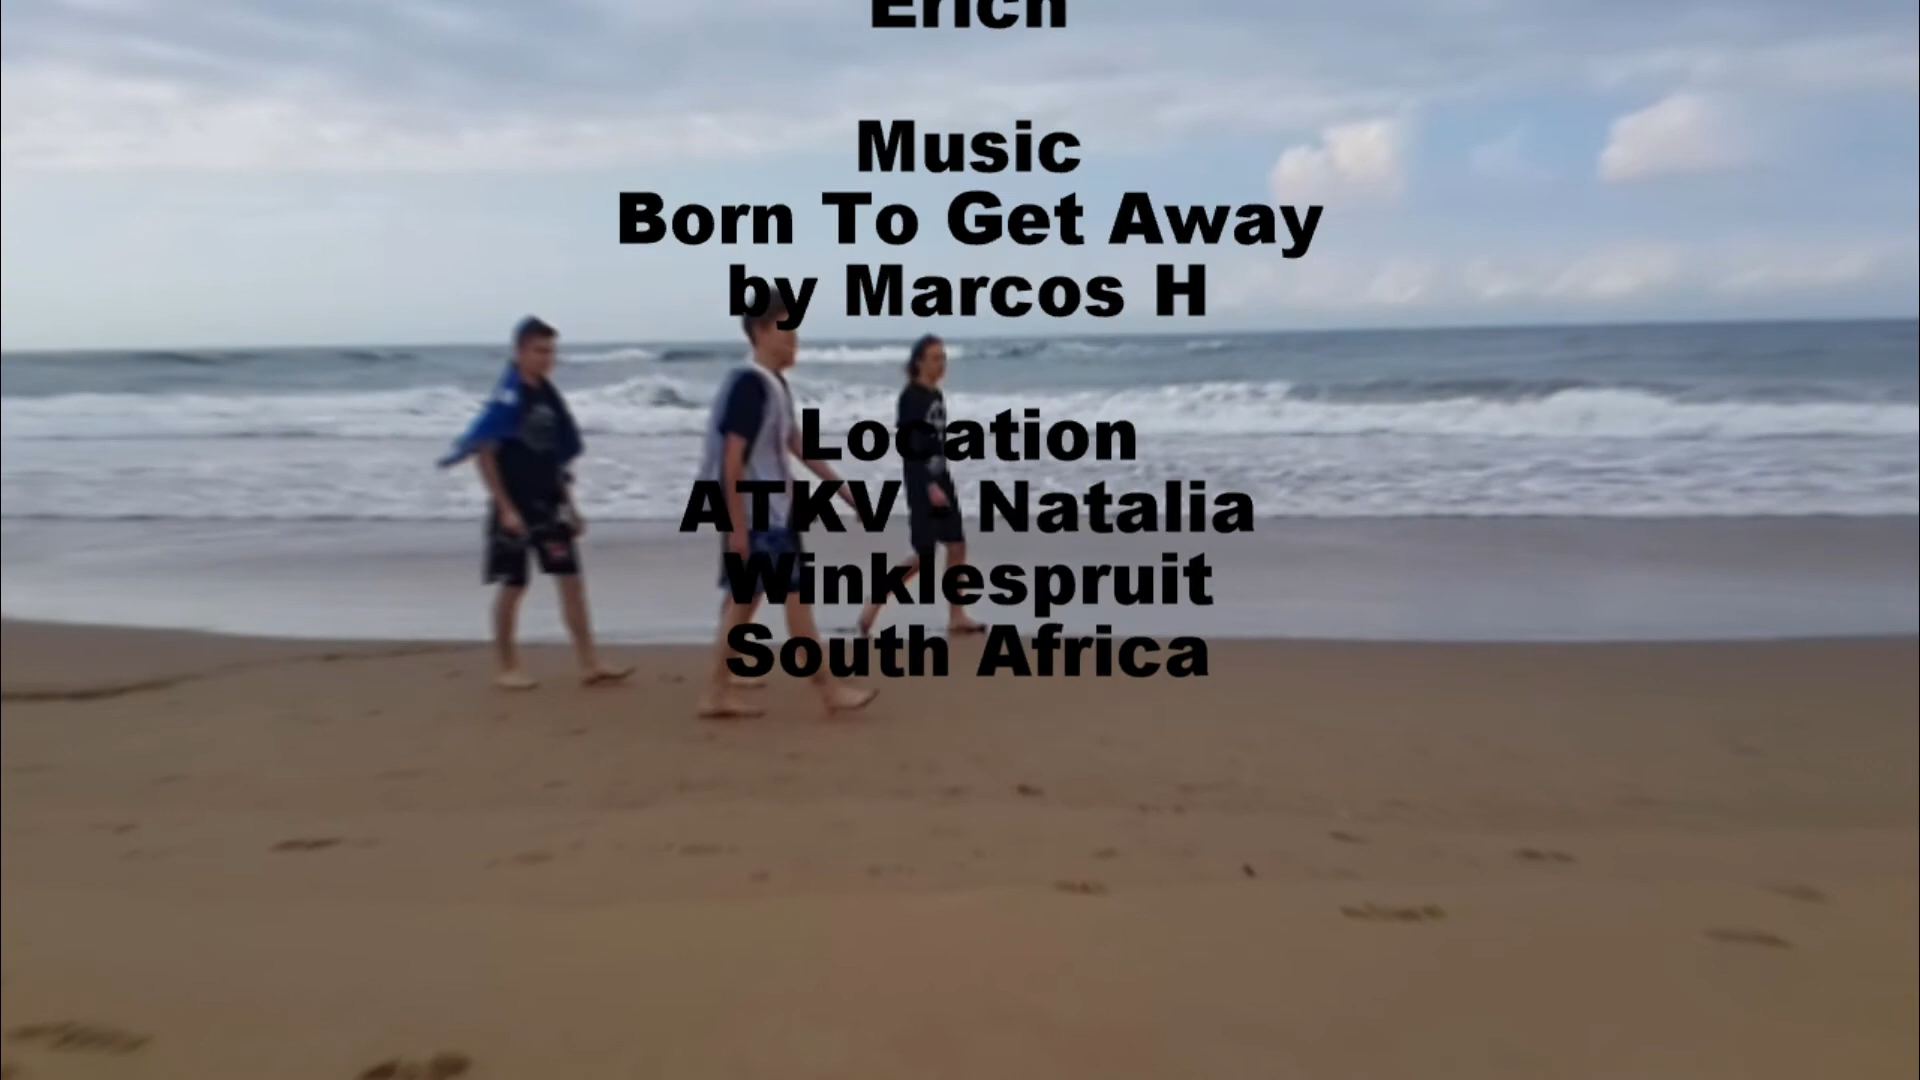 Erich
Music
Born To Get Away
by Marcos H
Location
ATKV - Natalia
Winklespruit
South Africa